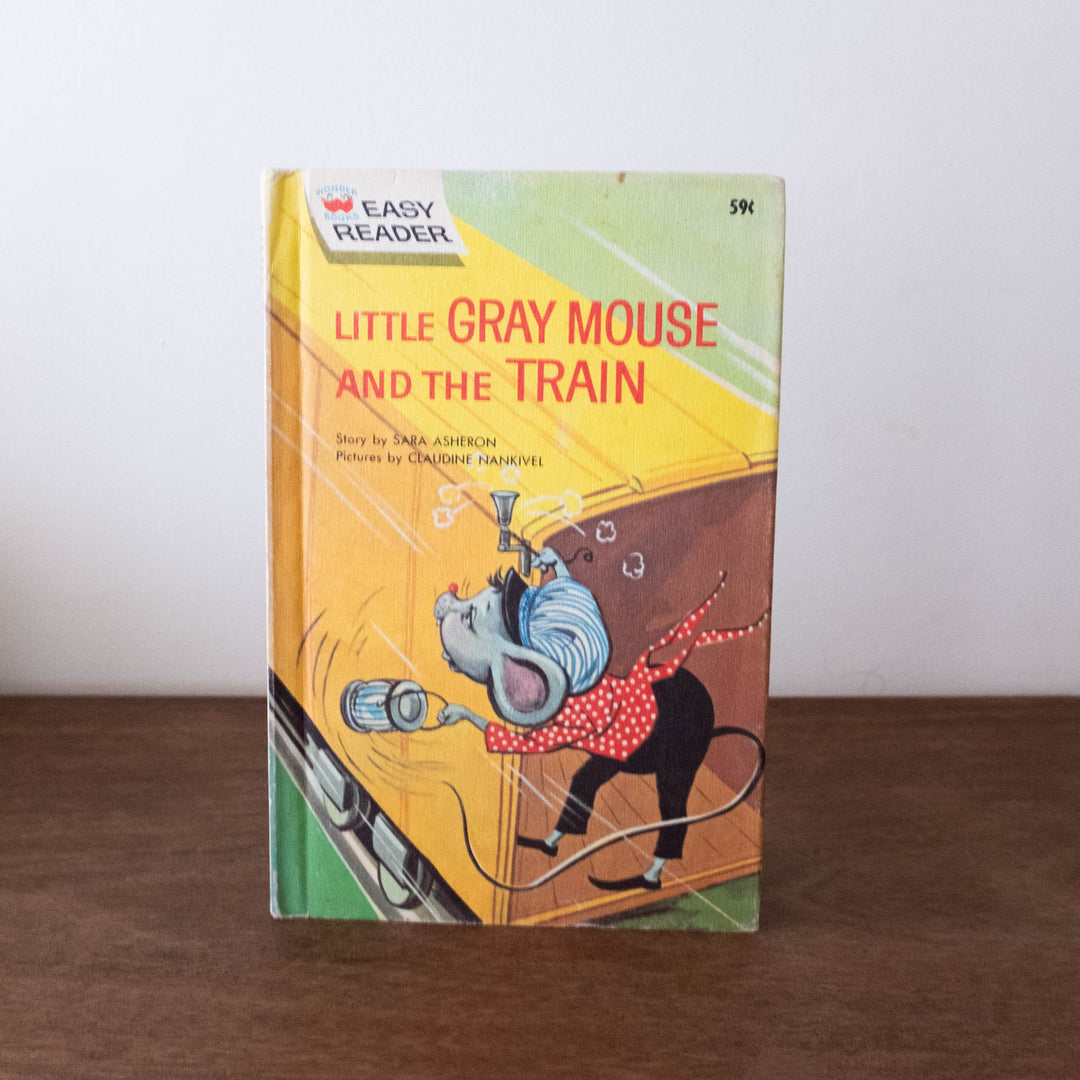 WONDER
BOOKS
EASY
READER
59¢
LITTLE GRAY MOUSE
AND THE TRAIN
Story by SARA ASHERON
Pictures by CLAUDINE NANKIVEL